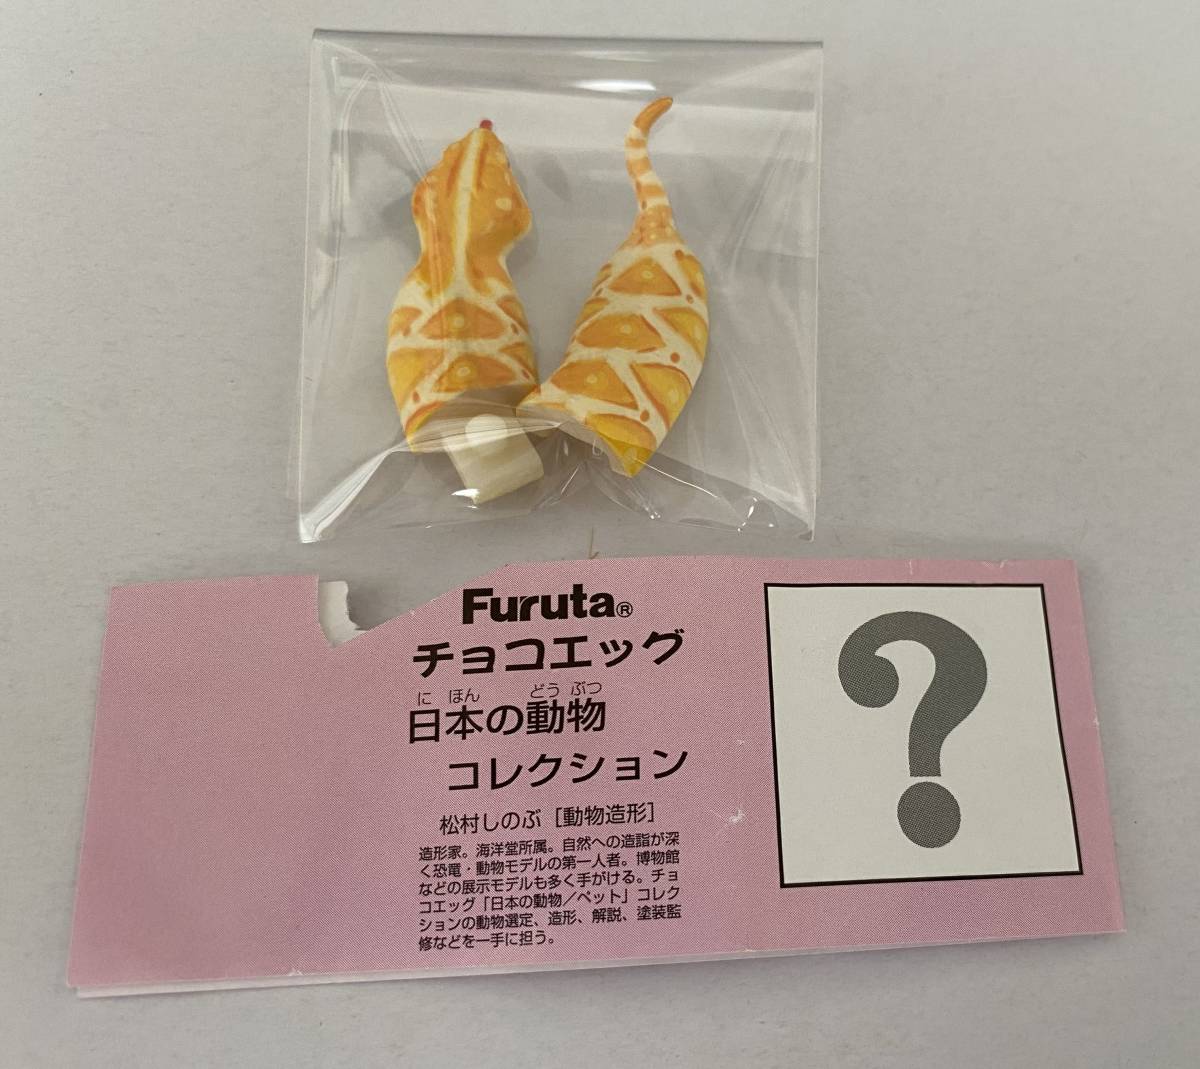 Furuta®
チョコエッグ
に ほん どう ぶつ
日本の動物
コレクション
松村しのぶ［動物造形］
造形家。海洋堂所属。自然への造詣が深
く恐竜・動物モデルの第一人者。博物館
などの展示モデルも多く手がける。チョ
コエッグ「日本の動物／ペット」コレク
ションの動物選定、造形、解説、塗装監
修などを一手に担う。
?